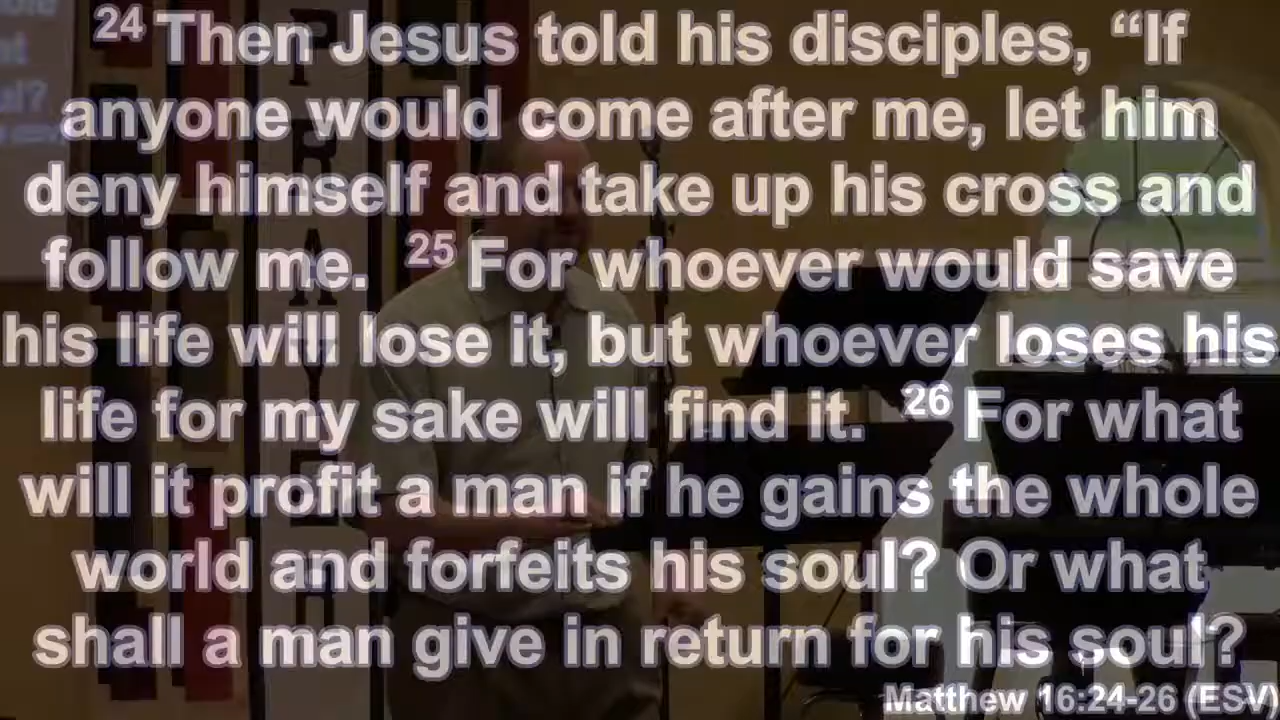 24 Then Jesus told his disciples, “If
anyone would come after me, let him
deny himself and take up his cross and
follow me. 25 For whoever would save
his life will lose it, but whoever loses his
life for my sake will find it. 26 For what
will it profit a man if he gains the whole
world and forfeits his soul? Or what
shall a man give in return for his soul?
Matthew 16:24-26 (ESV)